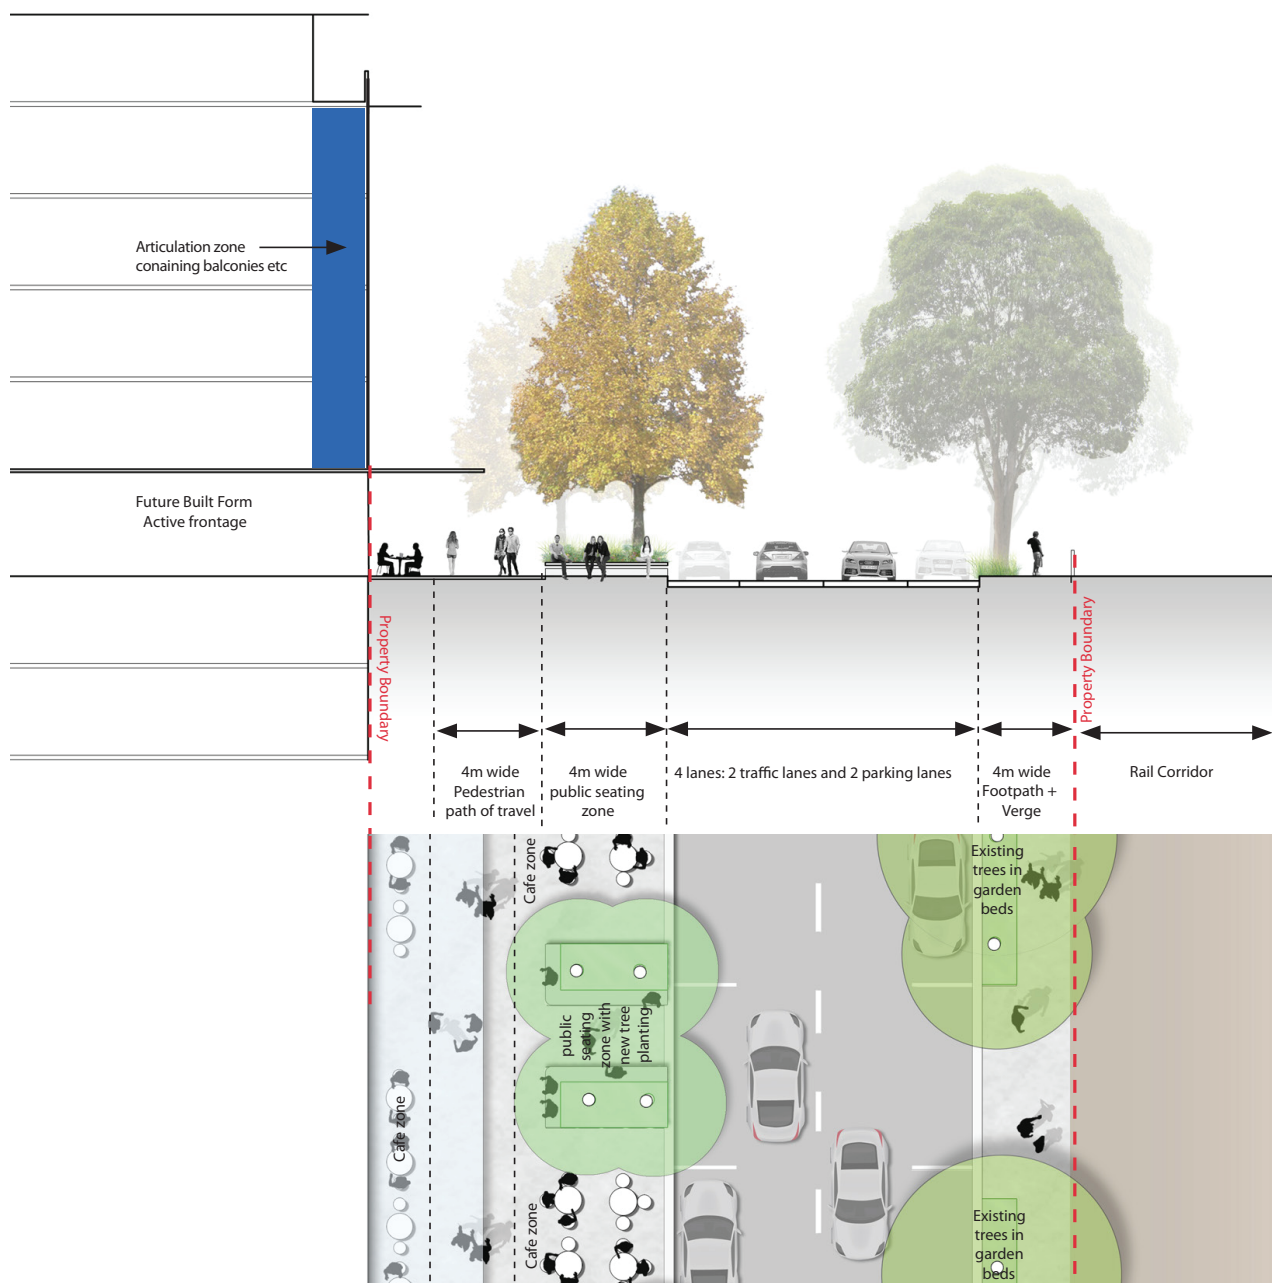 Articulation zone
conaining balconies etc
Future Built Form
Active frontage
Property Boundary
Property Boundary
4m wide
Pedestrian
path of travel
4m wide
public seating
zone
4 lanes: 2 traffic lanes and 2 parking lanes
4m wide
Footpath +
Verge
Rail Corridor
Cafe zone
Existing
trees in
garden
beds
public
seating
zone with
new tree
planting
Cafe zone
Cafe zone
Existing
trees in
garden
beds